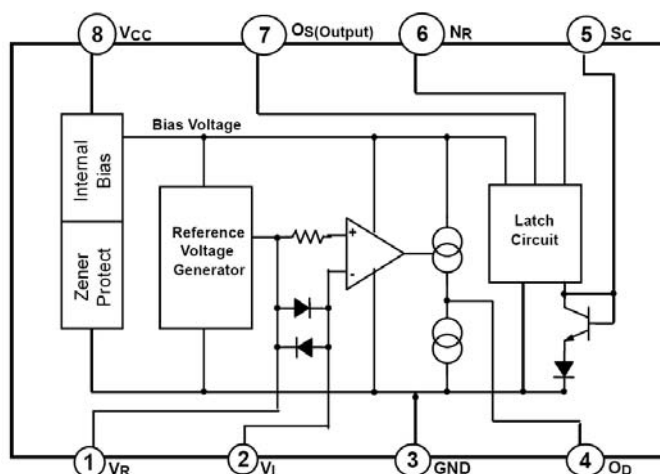 8 VCC
7 OS(Output)
6 NR
5 SC
Bias Voltage
Internal
Bias
Zener
Protect
Reference
Voltage
Generator
+
-
Latch
Circuit
1 VR
2 VI
3 GND
4 OD